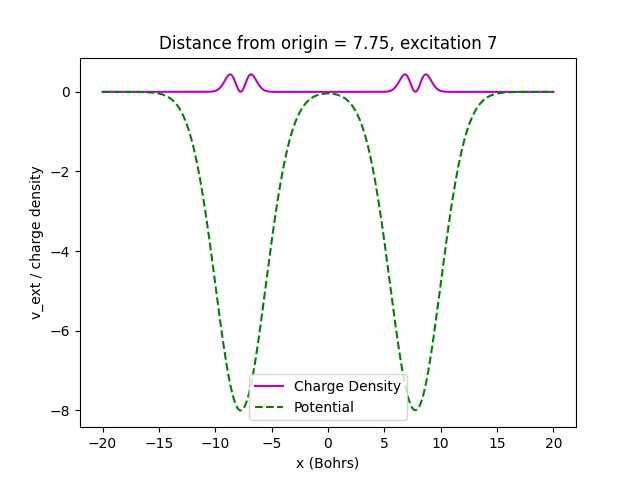 Distance from origin = 7.75, excitation 7
v_ext / charge density
0
−2
−4
−6
−8
Charge Density
Potential
−20 −15 −10 −5 0 5 10 15 20
x (Bohrs)